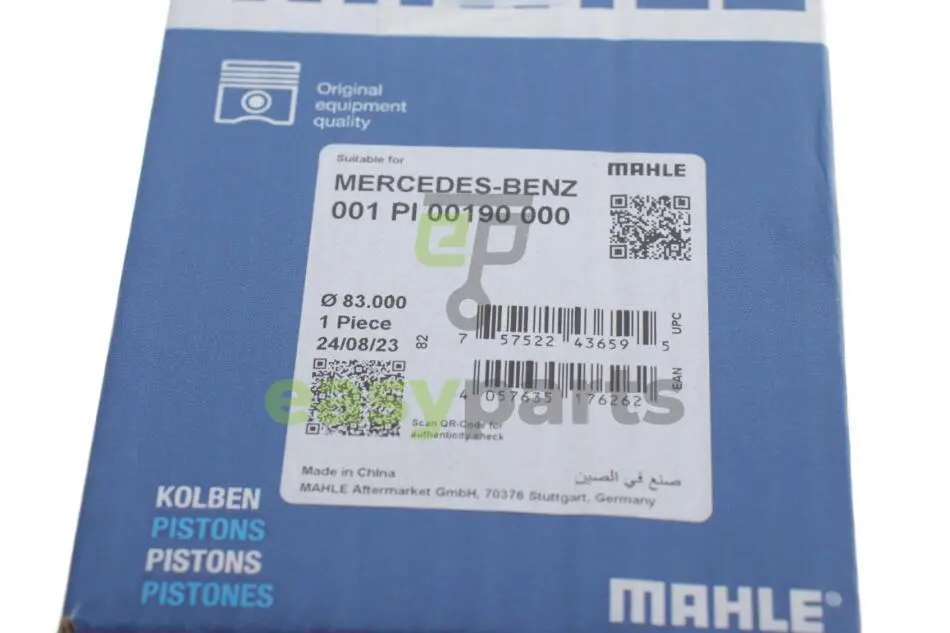 MAHLE
Original
equipment
quality
Suitable for
MAHLE
MERCEDES-BENZ
001 PI 00190 000
eP
Ø 83.000
1 Piece
24/08/23
82
7 57522 43659 5
UPC
4 057635 176262
EAN
easyparts
Scan QR-Code for
authenticity check
Made in China
صنع في الصين
MAHLE Aftermarket GmbH, 70376 Stuttgart, Germany
KOLBEN
PISTONS
PISTONS
PISTONES
MAHLE®